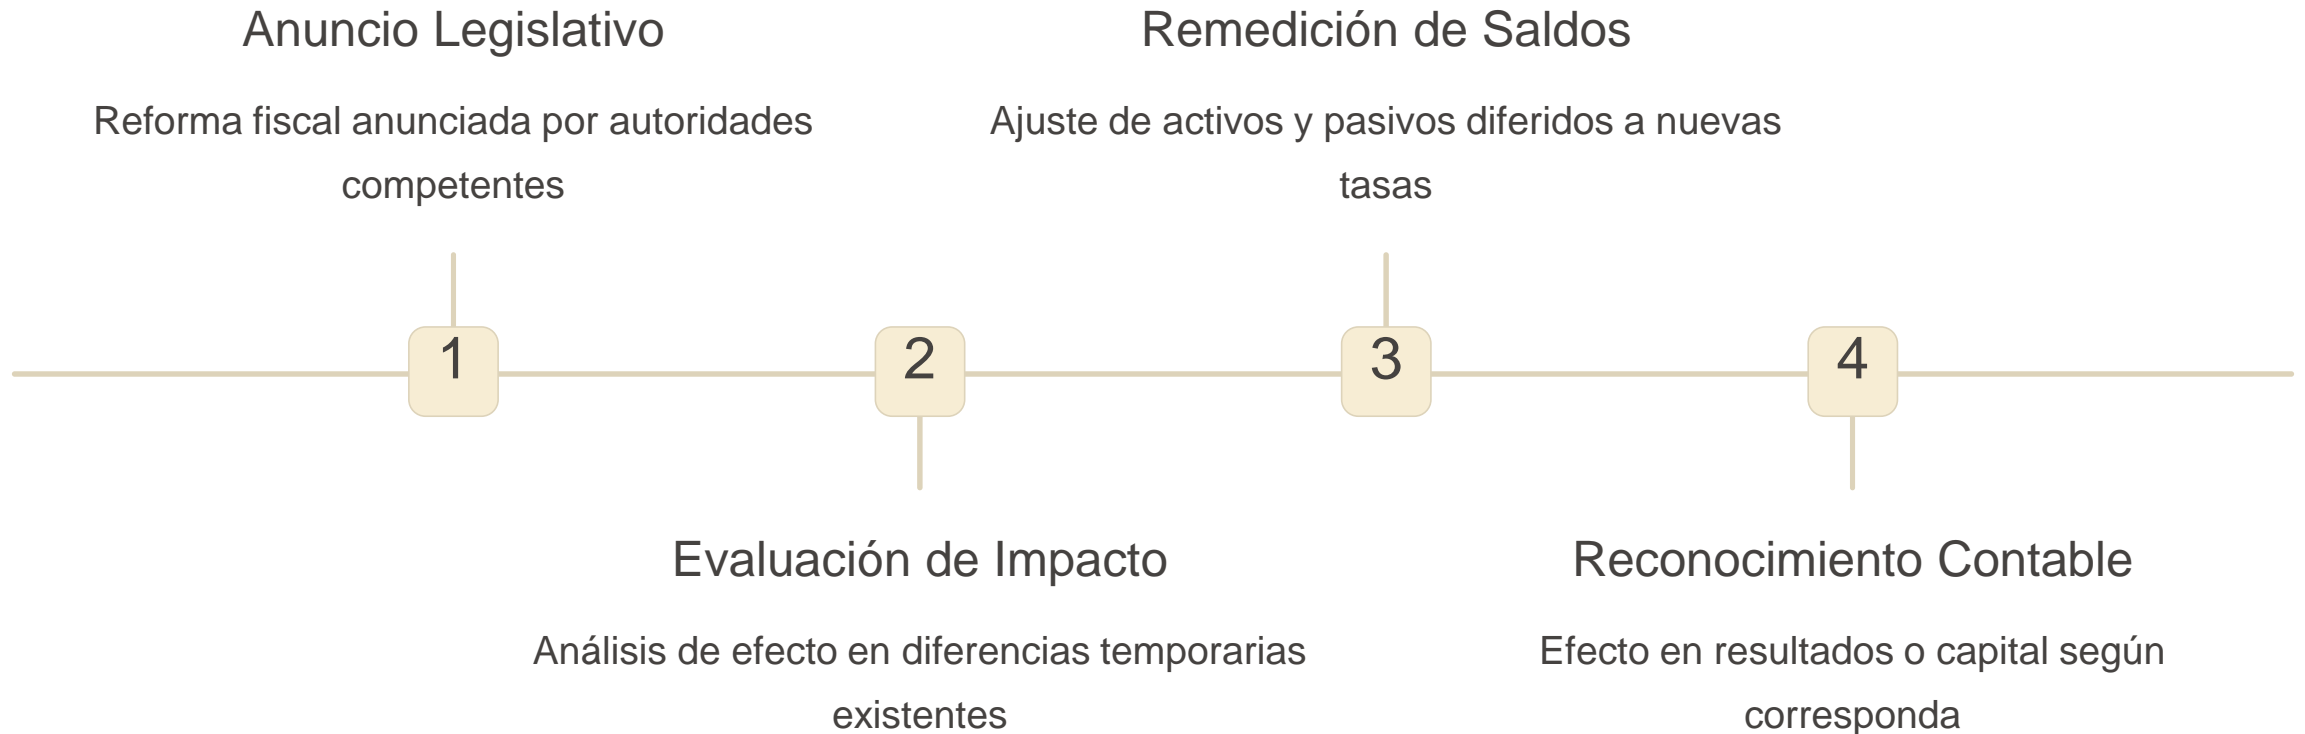 Anuncio Legislativo
Reforma fiscal anunciada por autoridades
competentes
1
Evaluación de Impacto
Análisis de efecto en diferencias temporarias
existentes
2
Remedición de Saldos
Ajuste de activos y pasivos diferidos a nuevas
tasas
3
Reconocimiento Contable
Efecto en resultados o capital según
corresponda
4